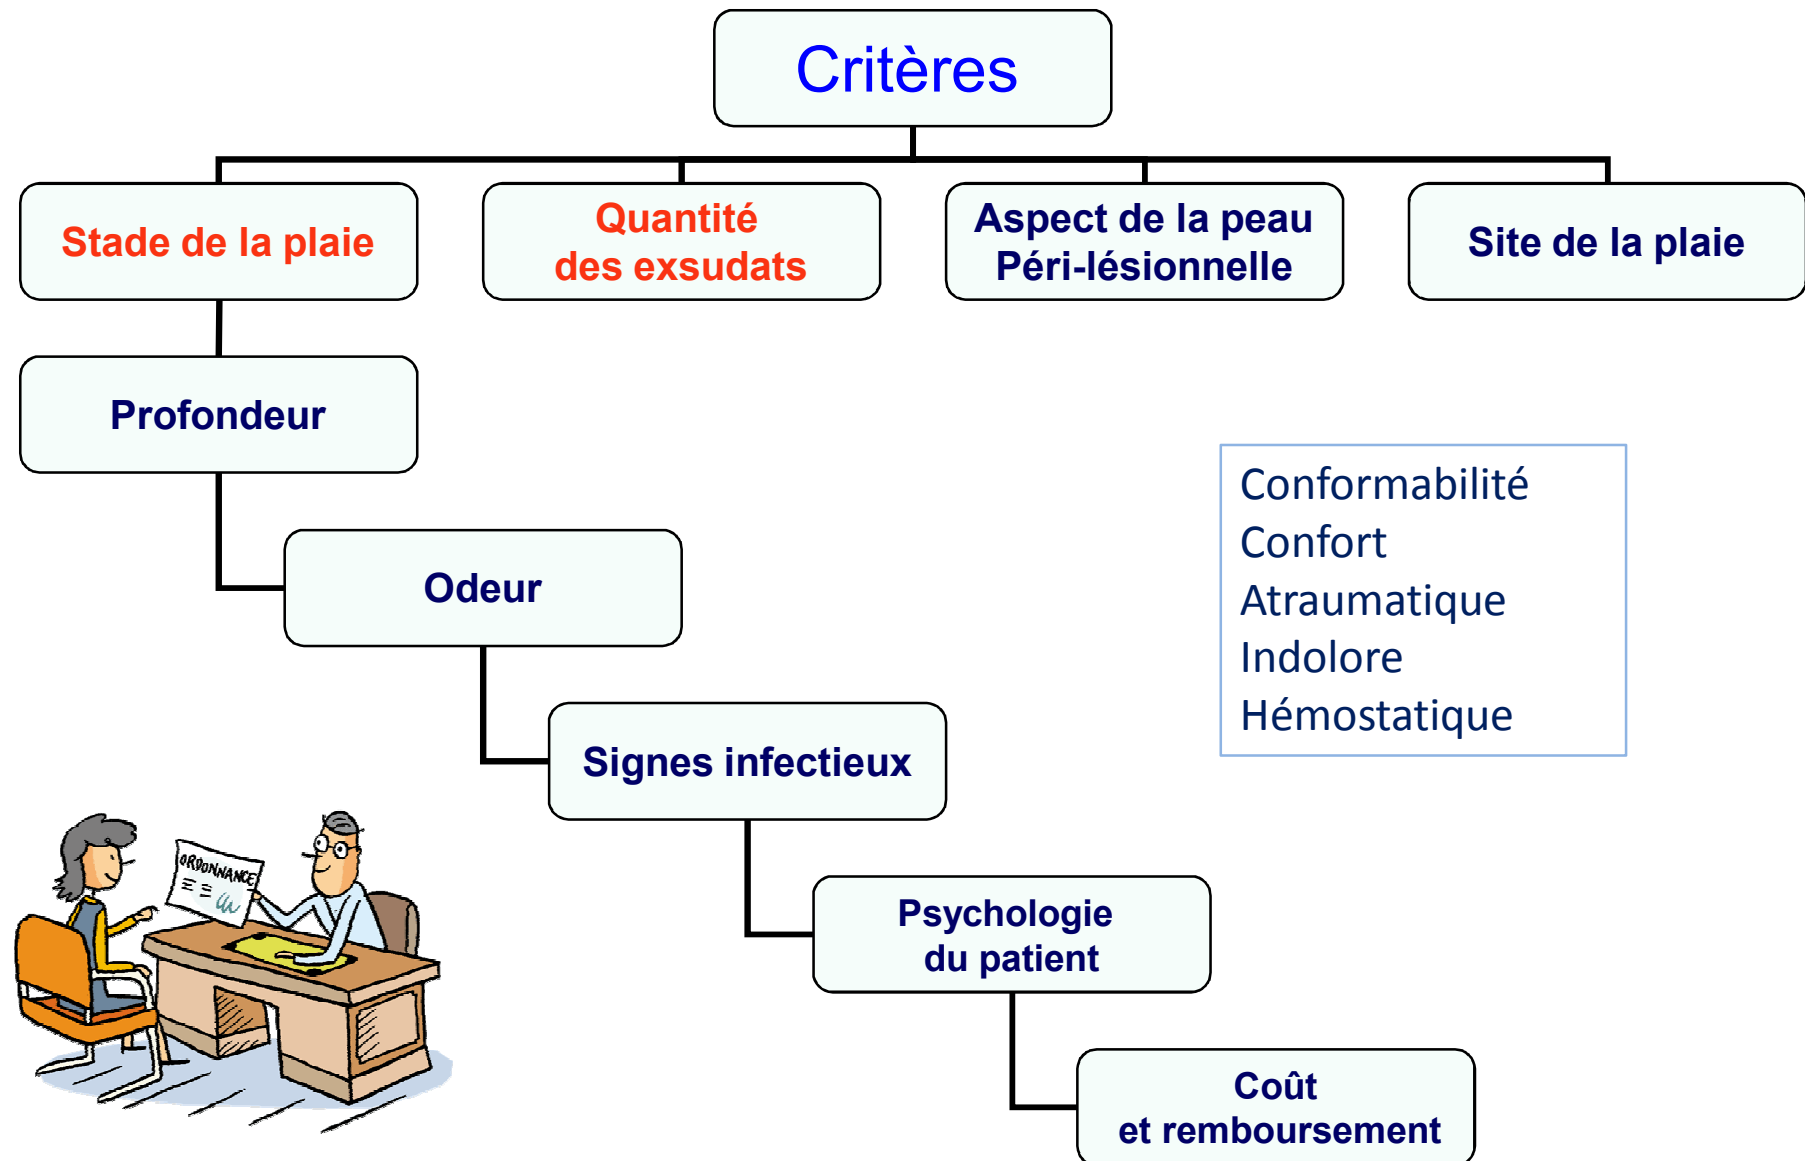 Critères
Stade de la plaie
Quantité
des exsudats
Aspect de la peau
Péri-lésionnelle
Site de la plaie
Profondeur
Odeur
Signes infectieux
Psychologie
du patient
Coût
et remboursement
Conformabilité
Confort
Atraumatique
Indolore
Hémostatique
ORDONNANCE